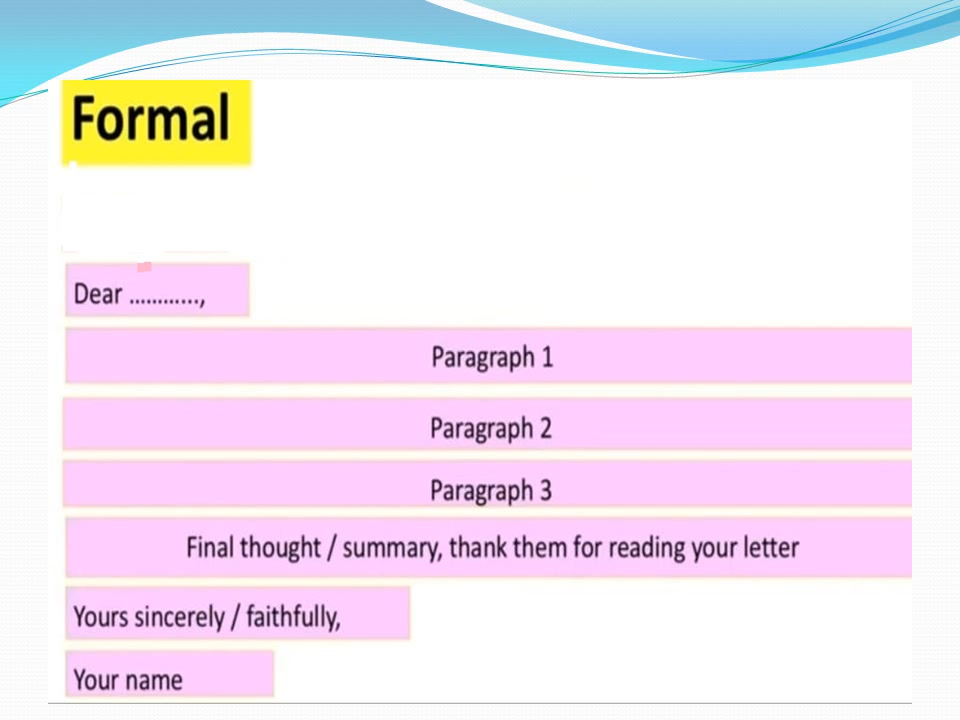 Formal
Dear …………,
Paragraph 1
Paragraph 2
Paragraph 3
Final thought / summary, thank them for reading your letter
Yours sincerely / faithfully,
Your name